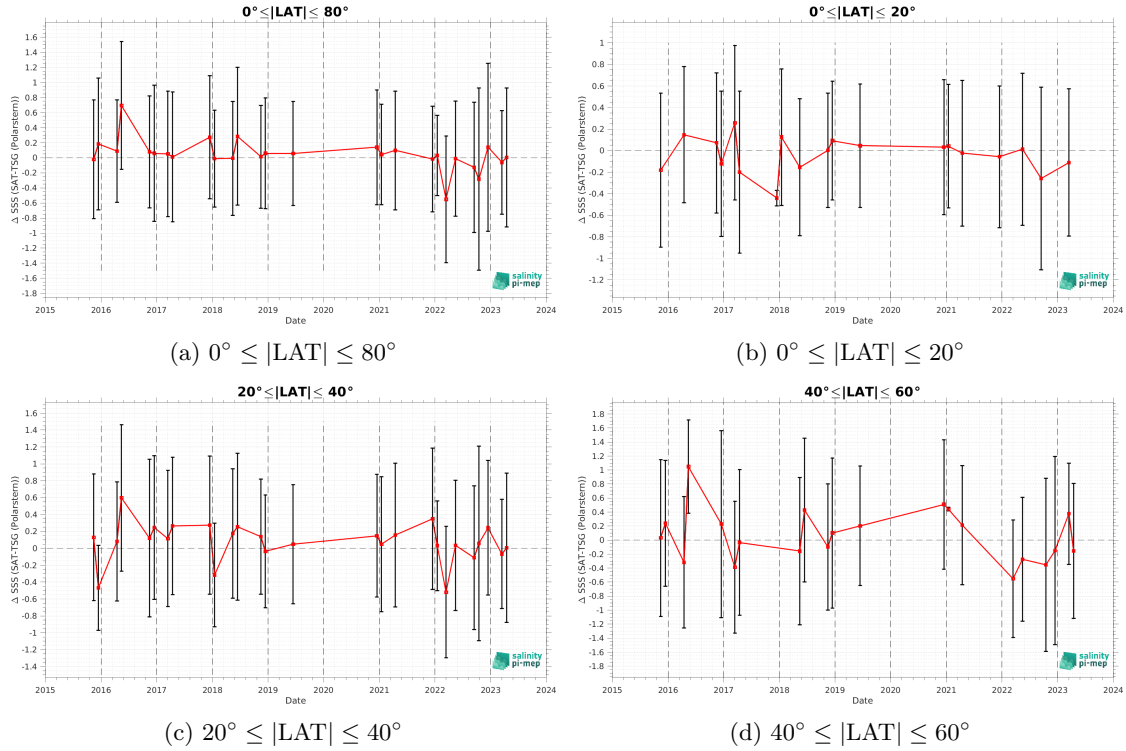 0°≤|LAT|≤ 80°
Δ SSS (SAT-TSG (Polarstern))
1.6
1.4
1.2
1
0.8
0.6
0.4
0.2
0
-0.2
-0.4
-0.6
-0.8
-1
-1.2
-1.4
-1.6
-1.8
2015 2016 2017 2018 2019 2020 2021 2022 2023 2024
Date
salinity
pi-mep
(a) 0° ≤ |LAT| ≤ 80°
0°≤|LAT|≤ 20°
Δ SSS (SAT-TSG (Polarstern))
1
0.8
0.6
0.4
0.2
0
-0.2
-0.4
-0.6
-0.8
-1
-1.2
2015 2016 2017 2018 2019 2020 2021 2022 2023 2024
Date
salinity
pi-mep
(b) 0° ≤ |LAT| ≤ 20°
20°≤|LAT|≤ 40°
Δ SSS (SAT-TSG (Polarstern))
1.6
1.4
1.2
1
0.8
0.6
0.4
0.2
0
-0.2
-0.4
-0.6
-0.8
-1
-1.2
-1.4
2015 2016 2017 2018 2019 2020 2021 2022 2023 2024
Date
salinity
pi-mep
(c) 20° ≤ |LAT| ≤ 40°
40°≤|LAT|≤ 60°
Δ SSS (SAT-TSG (Polarstern))
1.8
1.6
1.4
1.2
1
0.8
0.6
0.4
0.2
0
-0.2
-0.4
-0.6
-0.8
-1
-1.2
-1.4
-1.6
-1.8
2015 2016 2017 2018 2019 2020 2021 2022 2023 2024
Date
salinity
pi-mep
(d) 40° ≤ |LAT| ≤ 60°